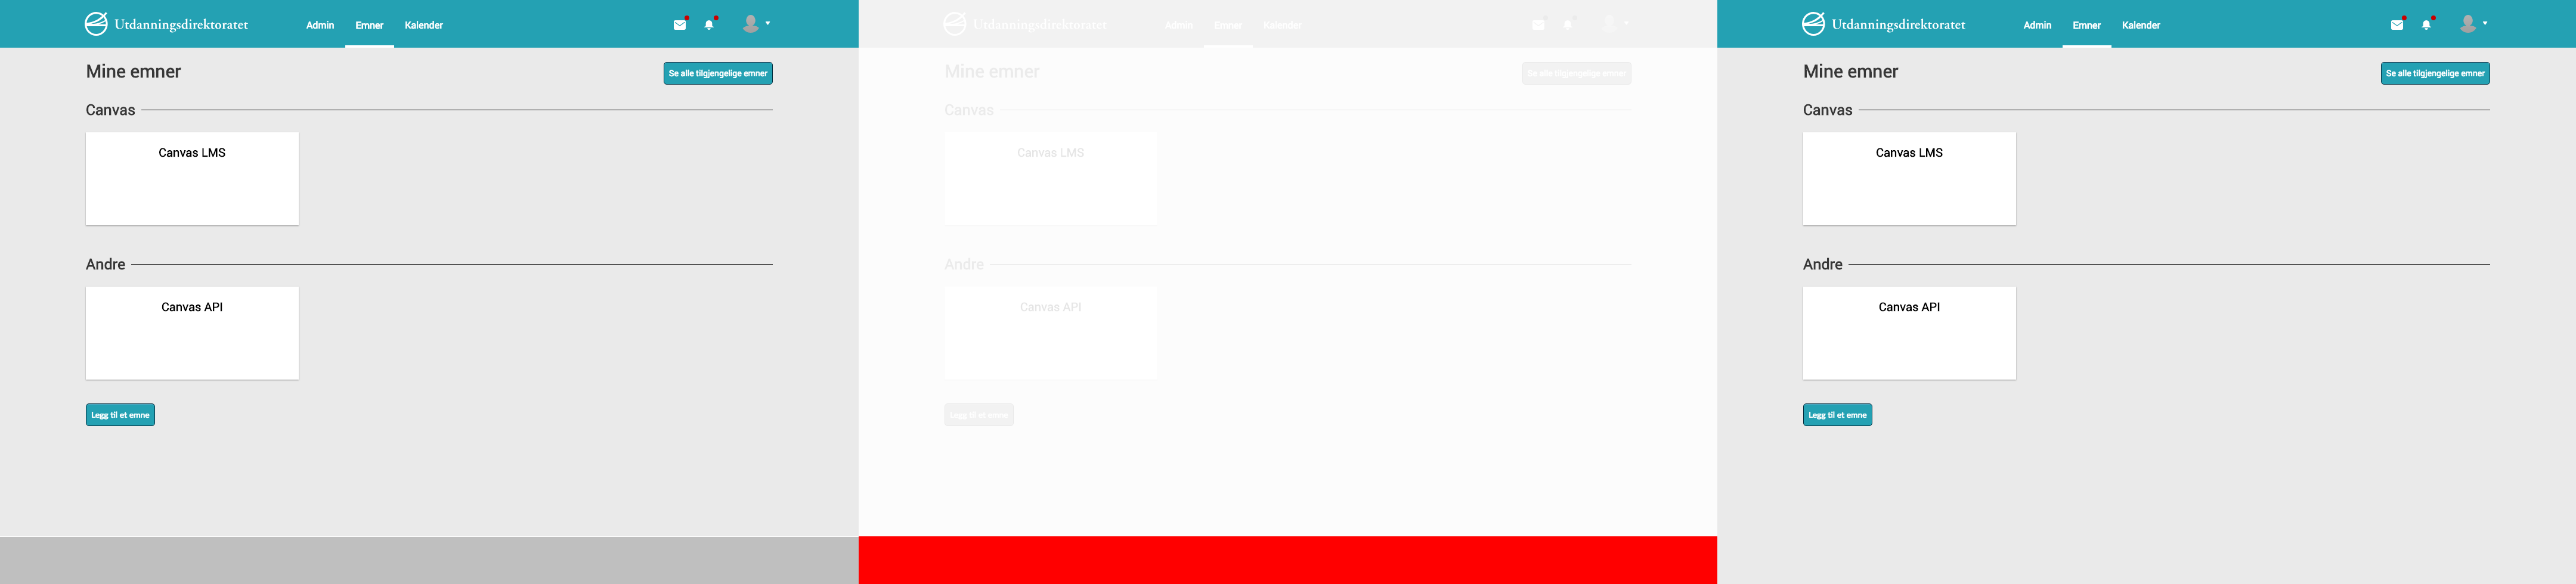 Utdanningsdirektoratet Admin Emner Kalender
Mine emner Se alle tilgjengelige emner
Canvas
Canvas LMS
Andre
Canvas API
Legg til et emne
Utdanningsdirektoratet Admin Emner Kalender
Mine emner Se alle tilgjengelige emner
Canvas
Canvas LMS
Andre
Canvas API
Legg til et emne
Utdanningsdirektoratet Admin Emner Kalender
Mine emner Se alle tilgjengelige emner
Canvas
Canvas LMS
Andre
Canvas API
Legg til et emne